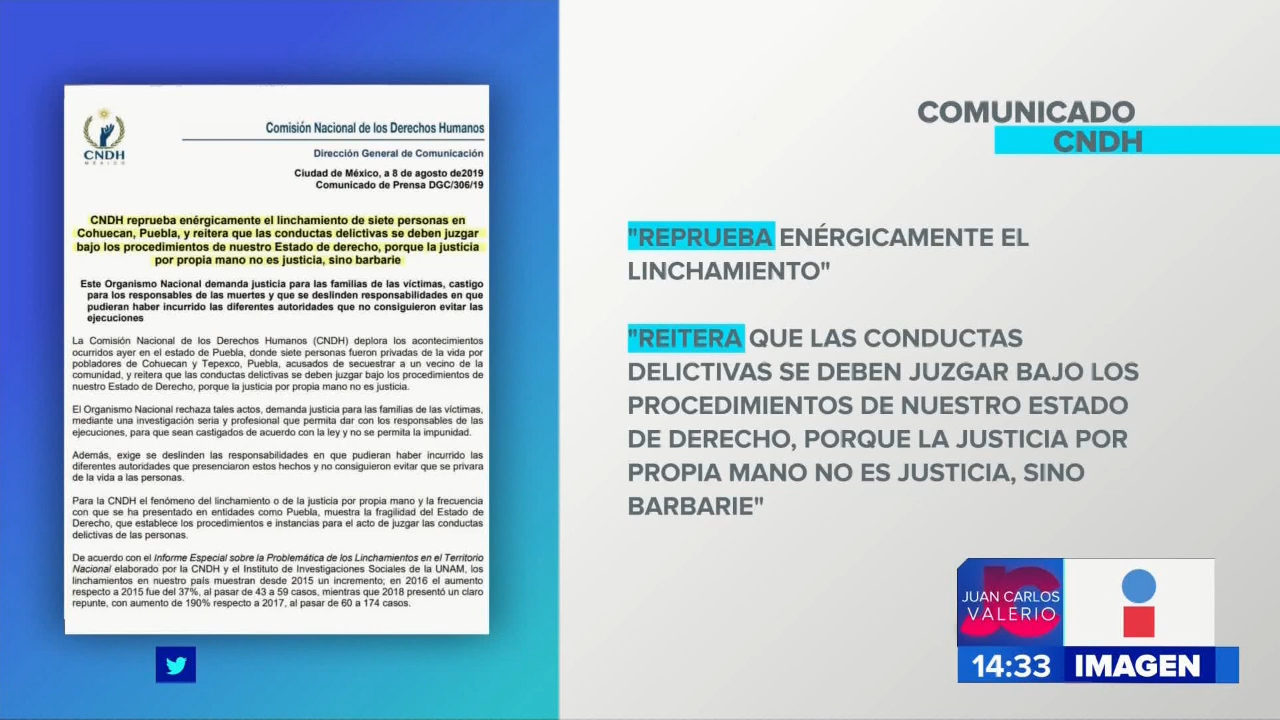 CNDH
MÉXICO
Comisión Nacional de los Derechos Humanos
Dirección General de Comunicación
Ciudad de México, a 8 de agosto de2019
Comunicado de Prensa DGC/306/19
CNDH reprueba enérgicamente el linchamiento de siete personas en
Cohuecan, Puebla, y reitera que las conductas delictivas se deben juzgar
bajo los procedimientos de nuestro Estado de derecho, porque la justicia
por propia mano no es justicia, sino barbarie
Este Organismo Nacional demanda justicia para las familias de las víctimas, castigo
para los responsables de las muertes y que se deslinden responsabilidades en que
pudieran haber incurrido las diferentes autoridades que no consiguieron evitar las
ejecuciones
La Comisión Nacional de los Derechos Humanos (CNDH) deplora los acontecimientos
ocurridos ayer en el estado de Puebla, donde siete personas fueron privadas de la vida por
pobladores de Cohuecan y Tepexco, Puebla, acusados de secuestrar a un vecino de la
comunidad, y reitera que las conductas delictivas se deben juzgar bajo los procedimientos de
nuestro Estado de Derecho, porque la justicia por propia mano no es justicia.
El Organismo Nacional rechaza tales actos, demanda justicia para las familias de las víctimas,
mediante una investigación seria y profesional que permita dar con los responsables de las
ejecuciones, para que sean castigados de acuerdo con la ley y no se permita la impunidad.
Además, exige se deslinden las responsabilidades en que pudieran haber incurrido las
diferentes autoridades que presenciaron estos hechos y no consiguieron evitar que se privara
de la vida a las personas.
Para la CNDH el fenómeno del linchamiento o de la justicia por propia mano y la frecuencia
con que se ha presentado en entidades como Puebla, muestra la fragilidad del Estado de
Derecho, que establece los procedimientos e instancias para el acto de juzgar las conductas
delictivas de las personas.
De acuerdo con el Informe Especial sobre la Problemática de los Linchamientos en el Territorio
Nacional elaborado por la CNDH y el Instituto de Investigaciones Sociales de la UNAM, los
linchamientos en nuestro país muestran desde 2015 un incremento; en 2016 el aumento
respecto a 2015 fue del 37%, al pasar de 43 a 59 casos, mientras que 2018 presentó un claro
repunte, con aumento de 190% respecto a 2017, al pasar de 60 a 174 casos.
COMUNICADO
CNDH
"REPRUEBA ENÉRGICAMENTE EL
LINCHAMIENTO"
"REITERA QUE LAS CONDUCTAS
DELICTIVAS SE DEBEN JUZGAR BAJO LOS
PROCEDIMIENTOS DE NUESTRO ESTADO
DE DERECHO, PORQUE LA JUSTICIA POR
PROPIA MANO NO ES JUSTICIA, SINO
BARBARIE"
JUAN CARLOS
VALERIO
14:33 IMAGEN